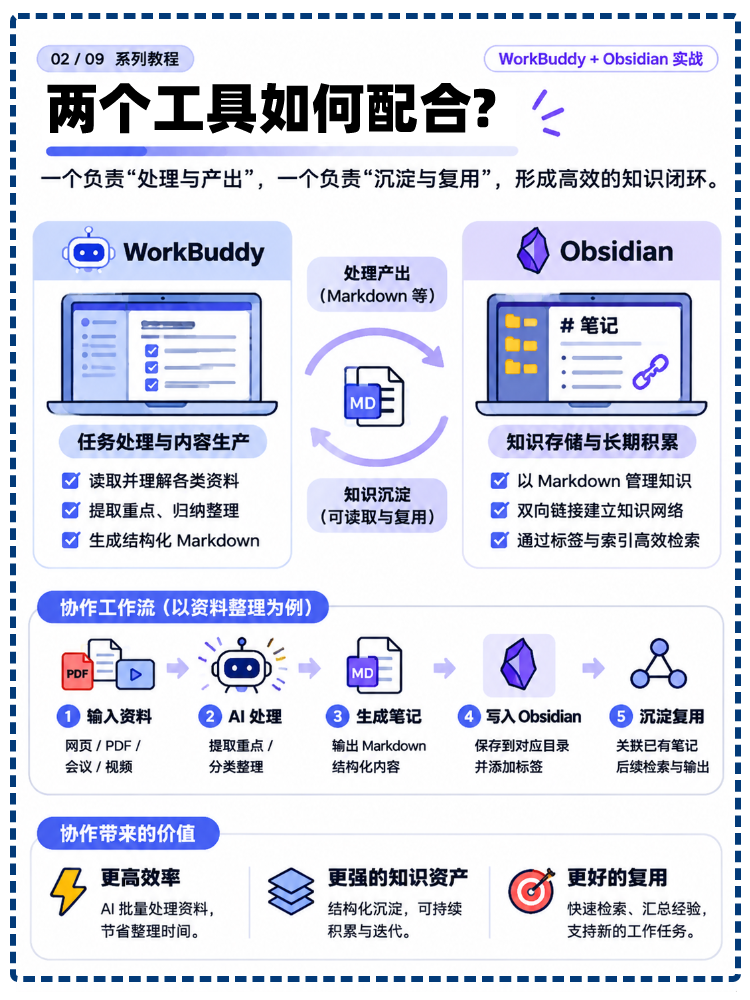 02 / 09 系列教程
WorkBuddy + Obsidian 实战
两个工具如何配合?
一个负责“处理与产出”，一个负责“沉淀与复用”，形成高效的知识闭环。
WorkBuddy
任务处理与内容生产
读取并理解各类资料
提取重点、归纳整理
生成结构化 Markdown
处理产出
（Markdown 等）
MD
知识沉淀
（可读取与复用）
Obsidian
# 笔记
知识存储与长期积累
以 Markdown 管理知识
双向链接建立知识网络
通过标签与索引高效检索
协作工作流（以资料整理为例）
PDF
1 输入资料
网页 / PDF /
会议 / 视频
2 AI 处理
提取重点 /
分类整理
MD
3 生成笔记
输出 Markdown
结构化内容
4 写入 Obsidian
保存到对应目录
并添加标签
5 沉淀复用
关联已有笔记
后续检索与输出
协作带来的价值
更高效率
AI 批量处理资料，
节省整理时间。
更强的知识资产
结构化沉淀，可持续
积累与迭代。
更好的复用
快速检索、汇总经验，
支持新的工作任务。